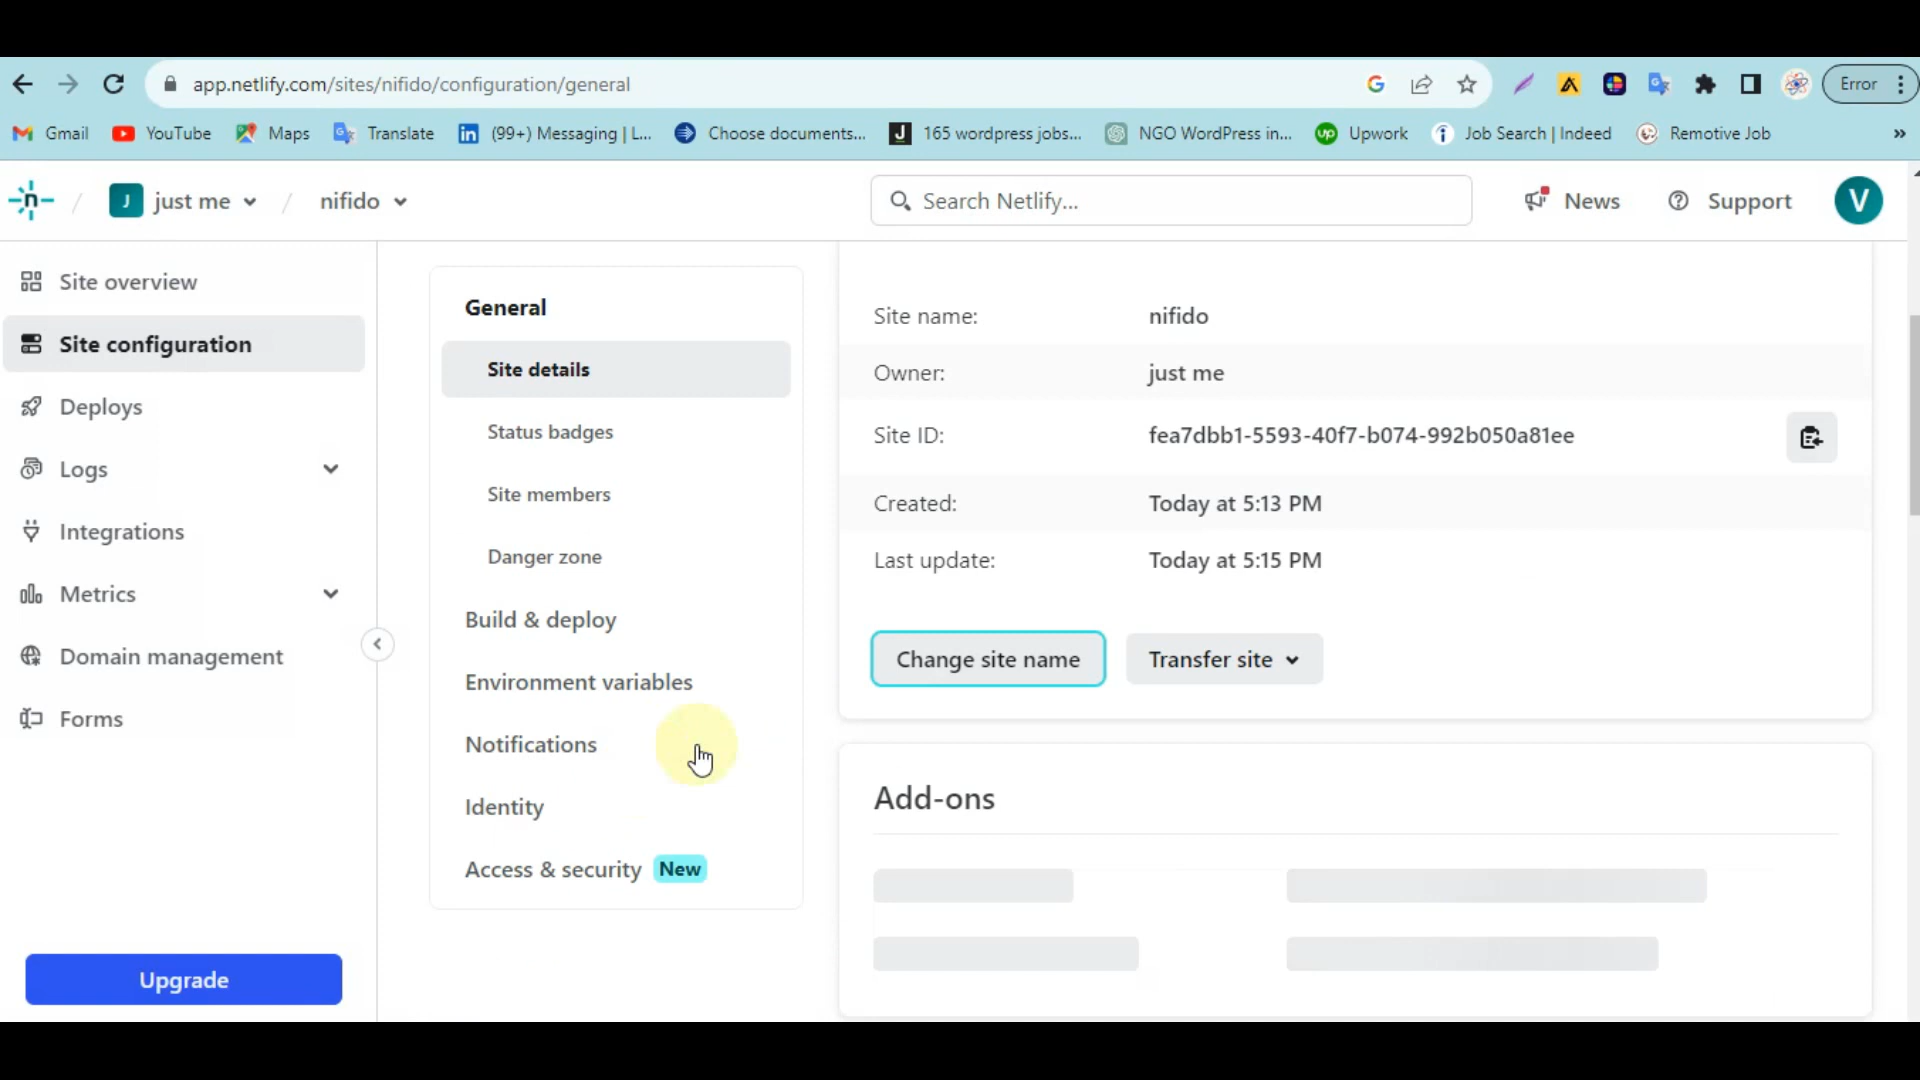 app.netlify.com/sites/nifido/configuration/general
Error
Gmail
YouTube
Maps
Translate
(99+) Messaging | L...
Choose documents...
165 wordpress jobs...
NGO WordPress in...
Upwork
Job Search | Indeed
Remotive Job
»
J just me
nifido
Search Netlify...
News
Support
V
Site overview
Site configuration
Deploys
Logs
Integrations
Metrics
Domain management
Forms
Upgrade
General
Site details
Status badges
Site members
Danger zone
Build & deploy
Environment variables
Notifications
Identity
Access & security New
Site name: nifido
Owner: just me
Site ID: fea7dbb1-5593-40f7-b074-992b050a81ee
Created: Today at 5:13 PM
Last update: Today at 5:15 PM
Change site name
Transfer site
Add-ons